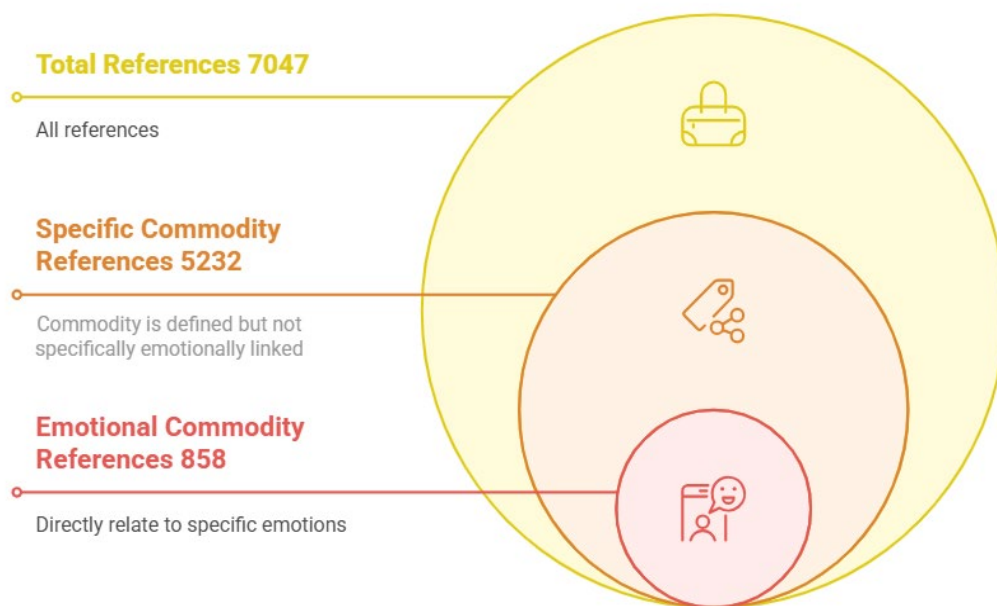 Total References 7047
All references
Specific Commodity
References 5232
Commodity is defined but not
specifically emotionally linked
Emotional Commodity
References 858
Directly relate to specific emotions